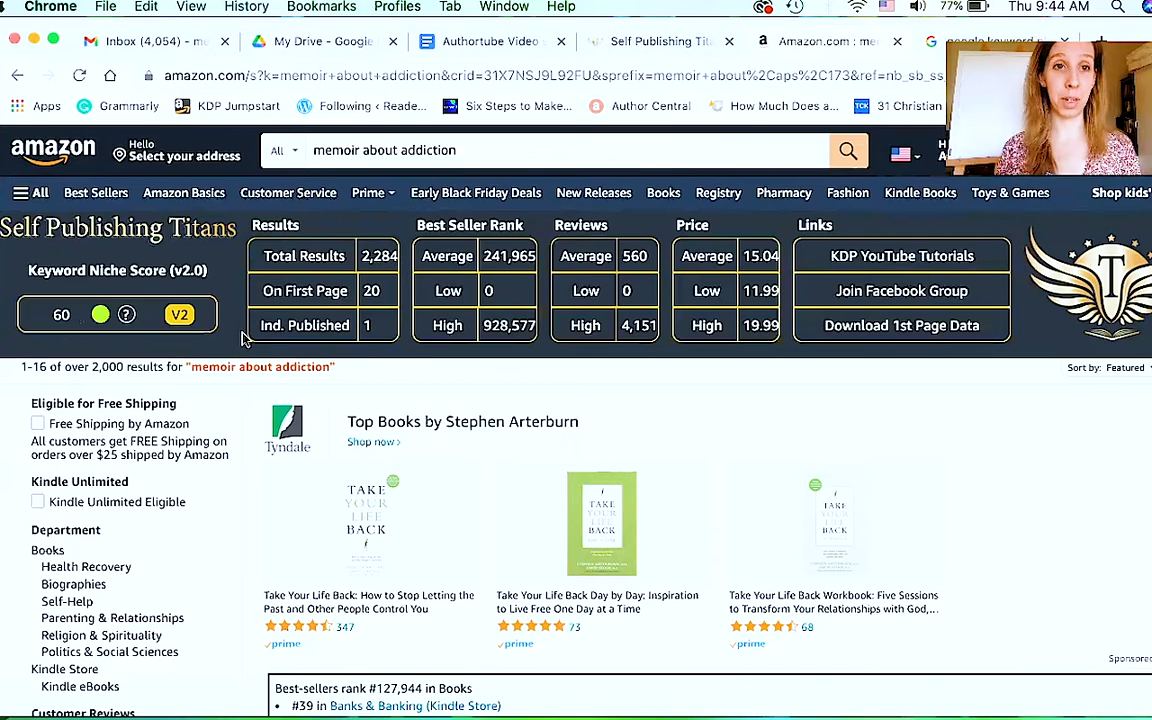 Chrome File Edit View History Bookmarks Profiles Tab Window Help 77% Thu 9:44 AM
Inbox (4,054) - m My Drive - Google Authortube Video Self Publishing Tit Amazon.com : me
amazon.com/s?k=memoir+about+addiction&crid=31X7NSJ9L92FU&sprefix=memoir+about%2Caps%2C173&ref=nb_sb_ss_
Apps Grammarly KDP Jumpstart Following ‹ Reade... Six Steps to Make... Author Central How Much Does a... 31 Christian
amazon
Hello
Select your address
All memoir about addiction
All Best Sellers Amazon Basics Customer Service Prime Early Black Friday Deals New Releases Books Registry Pharmacy Fashion Kindle Books Toys & Games Shop kids'
Self Publishing Titans
Keyword Niche Score (v2.0)
60 ? V2
Results
Total Results 2,284
On First Page 20
Ind. Published 1
Best Seller Rank
Average 241,965
Low 0
High 928,577
Reviews
Average 560
Low 0
High 4,151
Price
Average 15.04
Low 11.99
High 19.99
Links
KDP YouTube Tutorials
Join Facebook Group
Download 1st Page Data
T
1-16 of over 2,000 results for "memoir about addiction"
Sort by: Featured
Eligible for Free Shipping
Free Shipping by Amazon
All customers get FREE Shipping on
orders over $25 shipped by Amazon
Kindle Unlimited
Kindle Unlimited Eligible
Department
Books
Health Recovery
Biographies
Self-Help
Parenting & Relationships
Religion & Spirituality
Politics & Social Sciences
Kindle Store
Kindle eBooks
Customer Reviews
Tyndale
Top Books by Stephen Arterburn
Shop now ›
TAKE
YOUR
LIFE
BACK
Take Your Life Back: How to Stop Letting the
Past and Other People Control You
347
prime
TAKE
YOUR
LIFE
BACK
Take Your Life Back Day by Day: Inspiration
to Live Free One Day at a Time
73
prime
TAKE
YOUR
LIFE
BACK
Take Your Life Back Workbook: Five Sessions
to Transform Your Relationships with God,...
68
prime
Sponsored
Best-sellers rank #127,944 in Books
• #39 in Banks & Banking (Kindle Store)